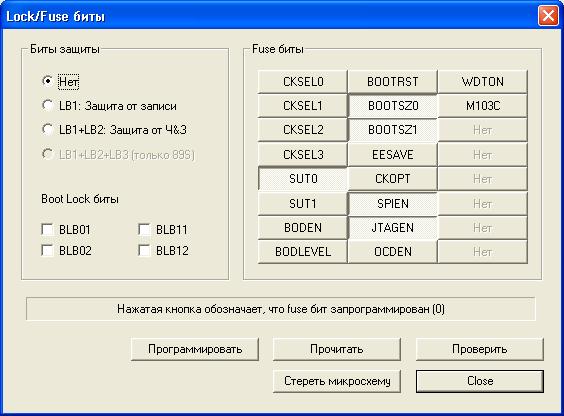 Lock/Fuse биты
Биты защиты
Нет
LB1: Защита от записи
LB1+LB2: Защита от Ч&З
LB1+LB2+LB3 (только 89S)
Boot Lock биты
BLB01 BLB11
BLB02 BLB12
Fuse биты
CKSEL0 BOOTRST WDTON
CKSEL1 BOOTSZ0 M103C
CKSEL2 BOOTSZ1 Нет
CKSEL3 EESAVE Нет
SUT0 CKOPT Нет
SUT1 SPIEN Нет
BODEN JTAGEN Нет
BODLEVEL OCDEN Нет
Нажатая кнопка обозначает, что fuse бит запрограммирован (0)
Программировать Прочитать Проверить
Стереть микросхему Close